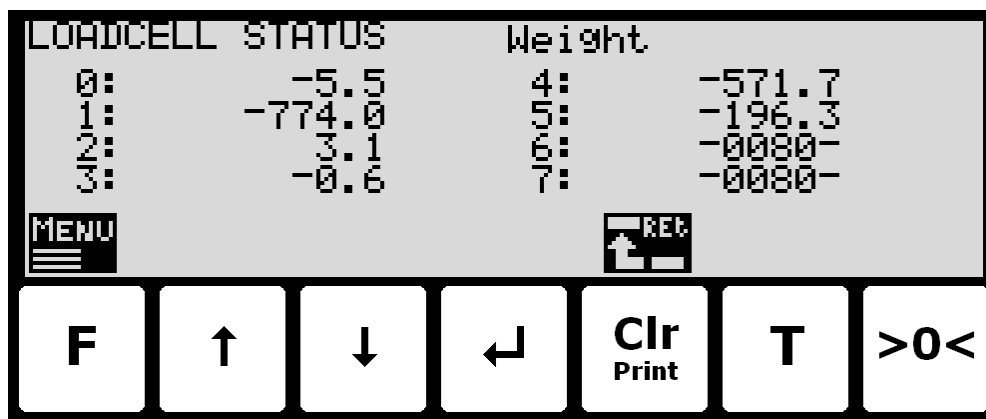 LOADCELL STATUS Weight
0: -5.5 4: -571.7
1: -774.0 5: -196.3
2: 3.1 6: -0080-
3: -0.6 7: -0080-
MENU REt
F ↑ ↓ ↵ Clr T >0<
Print